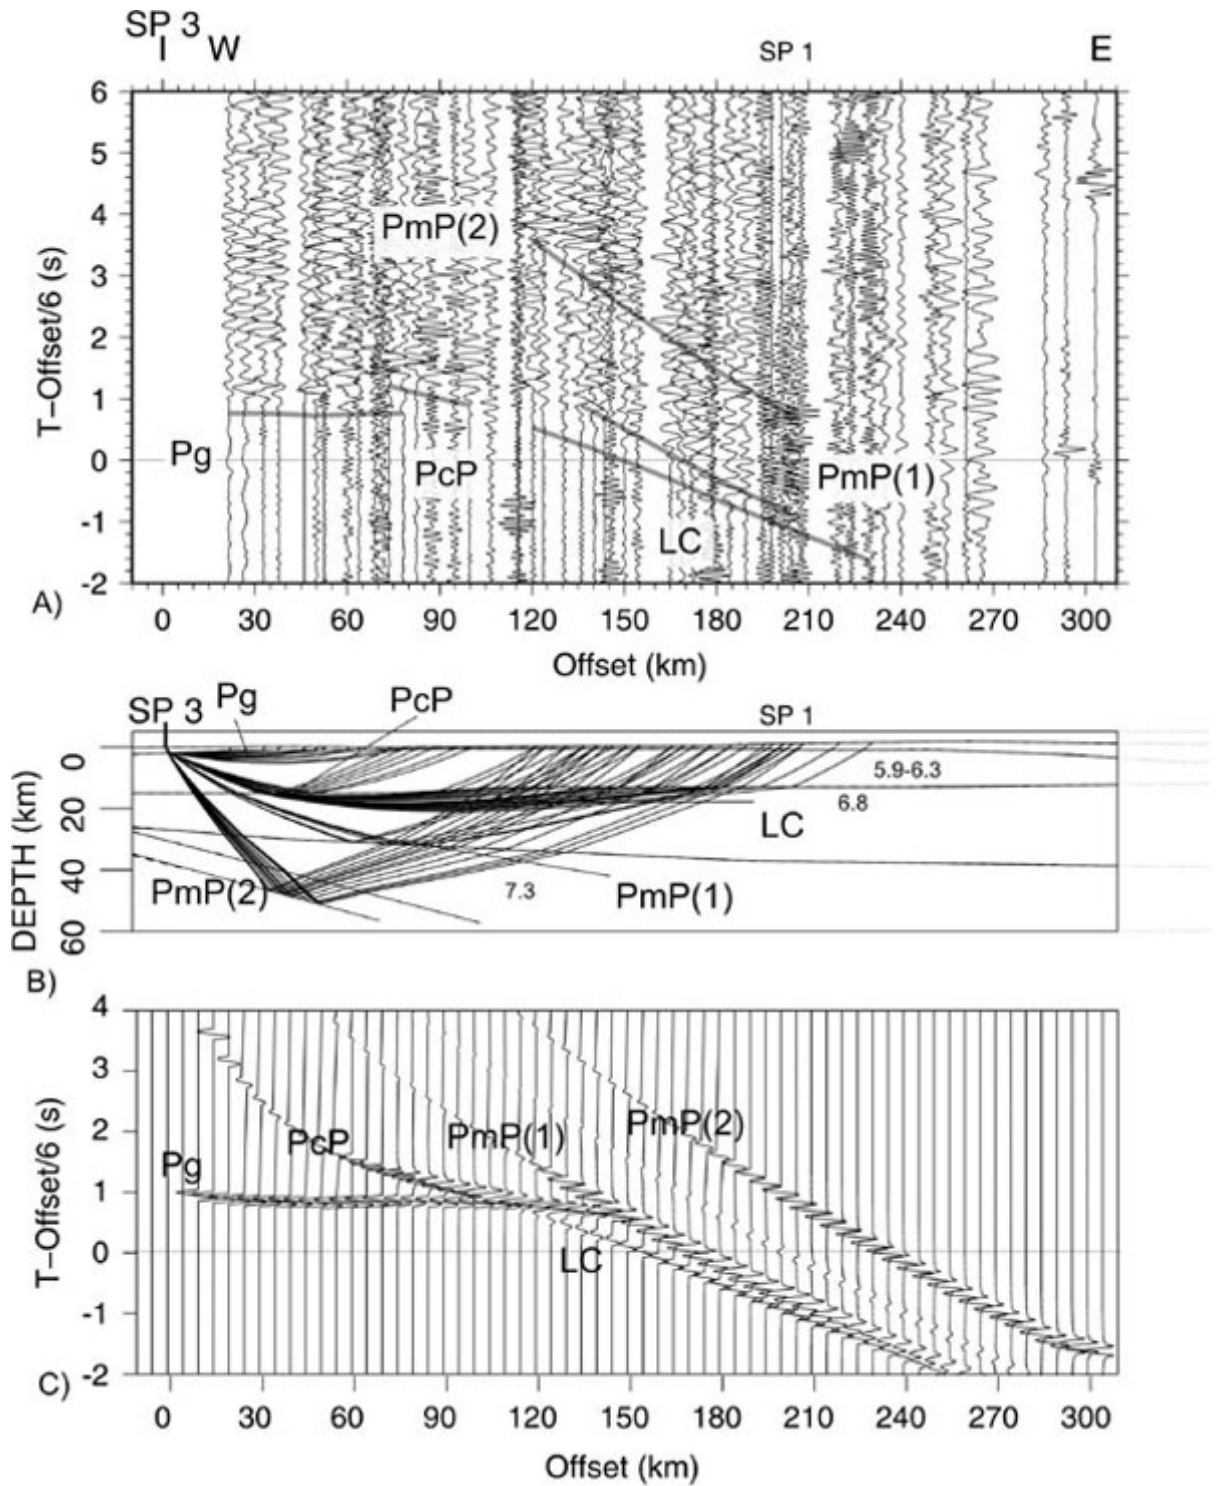 SP 3
I W SP 1 E
6
5
4
3
2
1
0
-1
-2
T-Offset/6 (s)
PmP(2)
Pg
PcP
PmP(1)
LC
A)
0 30 60 90 120 150 180 210 240 270 300
Offset (km)
SP 3 Pg PcP SP 1
0
20
40
60
DEPTH (km)
5.9-6.3
6.8
LC
PmP(2) 7.3 PmP(1)
B)
4
3
2
1
0
-1
-2
T-Offset/6 (s)
Pg
PcP
PmP(1)
PmP(2)
LC
C)
0 30 60 90 120 150 180 210 240 270 300
Offset (km)